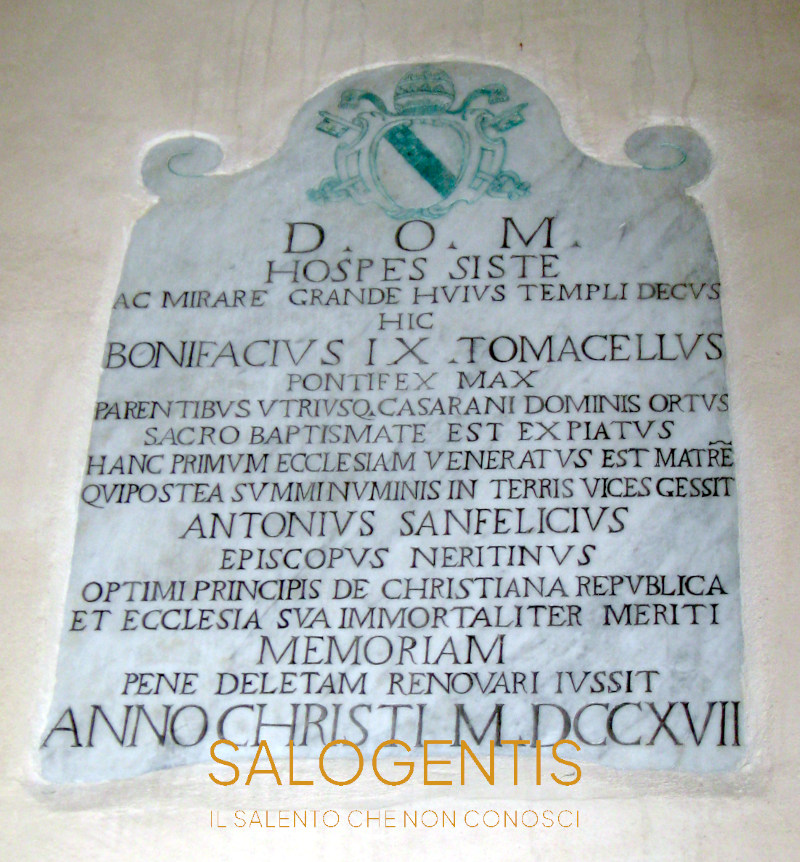 D. O. M.
HOSPES SISTE
AC MIRARE GRANDE HVIVS TEMPLI DECVS
HIC
BONIFACIVS IX .TOMACELLVS
PONTIFEX MAX
PARENTIBVS VTRIVSQ. CASARANI DOMINIS ORTVS
SACRO BAPTISMATE EST EXPIATVS
HANC PRIMVM ECCLESIAM VENERATVS EST MATRẼ
QVIPOSTEA SVMMI NVMINIS IN TERRIS VICES GESSIT
ANTONIVS SANFELICIVS
EPISCOPVS NERITINVS
OPTIMI PRINCIPIS DE CHRISTIANA REPVBLICA
ET ECCLESIA SVA IMMORTALITER MERITI
MEMORIAM
PENE DELETAM RENOVARI IVSSIT
ANNO CHRISTI M.DCCXVII
SALOGENTIS
IL SALENTO CHE NON CONOSCI